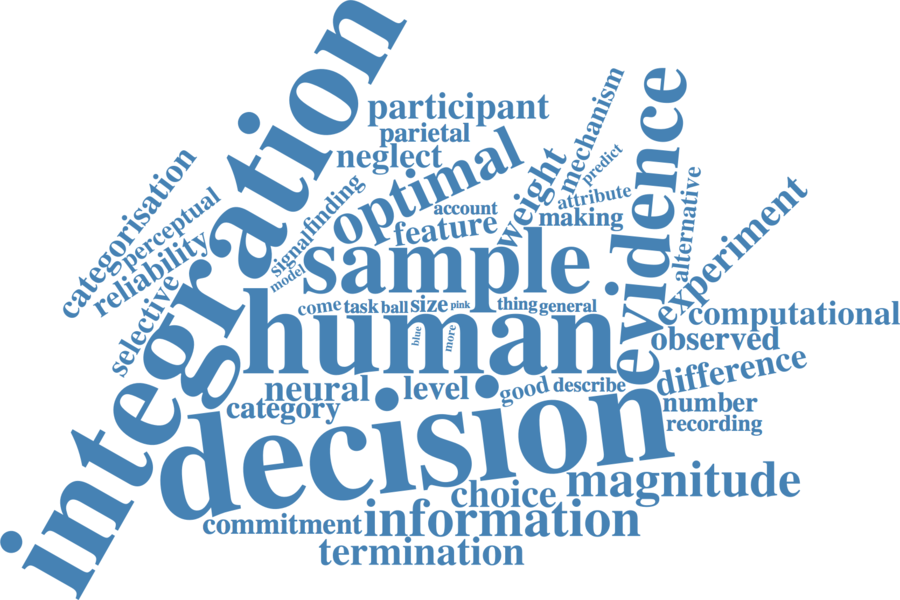 integration
participant
parietal
neglect
optimal
mechanism
predict
evidence
weight
attribute
making
alternative
experiment
categorisation
perceptual
reliability
selective
signal
finding
model
account
feature
sample
come
task
ball
size
pink
thing
general
human
blue
more
computational
observed
difference
neural
level
good
describe
category
number
recording
decision
magnitude
choice
commitment
information
termination